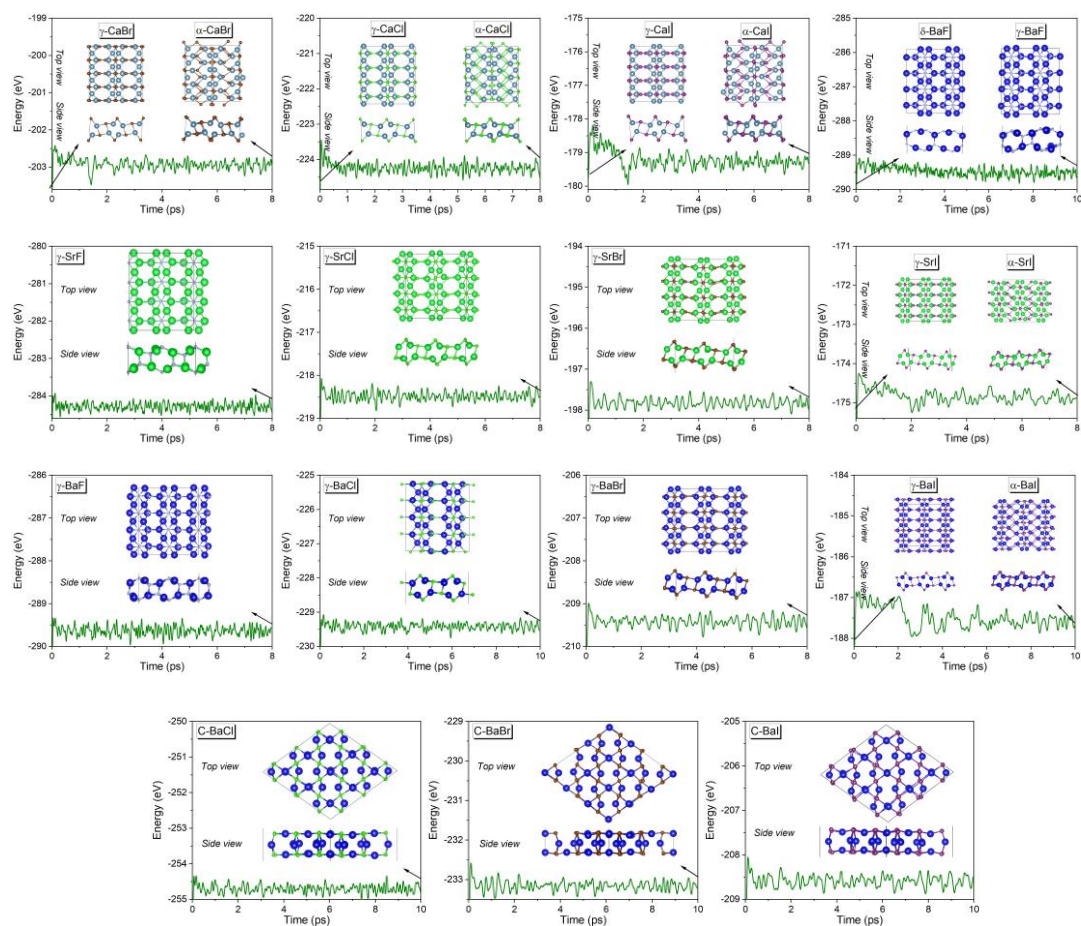 γ-CaBr α-CaBr
Top view
Side view
Energy (eV)
-199
-200
-201
-202
-203
0 1 2 3 4 5 6 7 8
Time (ps)
γ-CaCl α-CaCl
Top view
Side view
Energy (eV)
-220
-221
-222
-223
-224
0 1 2 3 4 5 6 7 8
Time (ps)
γ-CaI α-CaI
Top view
Side view
Energy (eV)
-175
-176
-177
-178
-179
-180
0 2 4 6 8
Time (ps)
δ-BaF γ-BaF
Top view
Side view
Energy (eV)
-285
-286
-287
-288
-289
-290
0 2 4 6 8 10
Time (ps)
γ-SrF
Top view
Side view
Energy (eV)
-280
-281
-282
-283
-284
0 2 4 6 8
Time (ps)
γ-SrCl
Top view
Side view
Energy (eV)
-215
-216
-217
-218
-219
0 2 4 6 8
Time (ps)
γ-SrBr
Top view
Side view
Energy (eV)
-194
-195
-196
-197
-198
0 2 4 6 8
Time (ps)
γ-SrI α-SrI
Top view
Side view
Energy (eV)
-171
-172
-173
-174
-175
0 2 4 6 8
Time (ps)
γ-BaF
Top view
Side view
Energy (eV)
-286
-287
-288
-289
-290
0 2 4 6 8 10
Time (ps)
γ-BaCl
Top view
Side view
Energy (eV)
-225
-226
-227
-228
-229
-230
0 2 4 6 8 10
Time (ps)
γ-BaBr
Top view
Side view
Energy (eV)
-206
-207
-208
-209
-210
-211
0 2 4 6 8 10
Time (ps)
γ-BaI α-BaI
Top view
Side view
Energy (eV)
-184
-185
-186
-187
-188
0 2 4 6 8 10
Time (ps)
C-BaCl
Top view
Side view
Energy (eV)
-250
-251
-252
-253
-254
-255
0 2 4 6 8 10
Time (ps)
C-BaBr
Top view
Side view
Energy (eV)
-229
-230
-231
-232
-233
0 2 4 6 8 10
Time (ps)
C-BaI
Top view
Side view
Energy (eV)
-205
-206
-207
-208
-209
0 2 4 6 8 10
Time (ps)